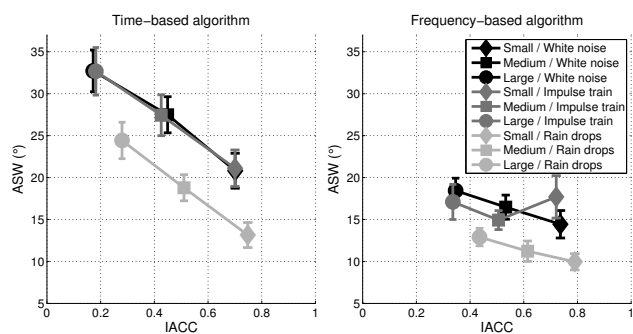 Time-based algorithm
35
30
25
20
15
10
5
ASW (°)
0 0.2 0.4 0.6 0.8 1
IACC
Frequency-based algorithm
35
30
25
20
15
10
5
ASW (°)
0 0.2 0.4 0.6 0.8 1
IACC
Small / White noise
Medium / White noise
Large / White noise
Small / Impulse train
Medium / Impulse train
Large / Impulse train
Small / Rain drops
Medium / Rain drops
Large / Rain drops